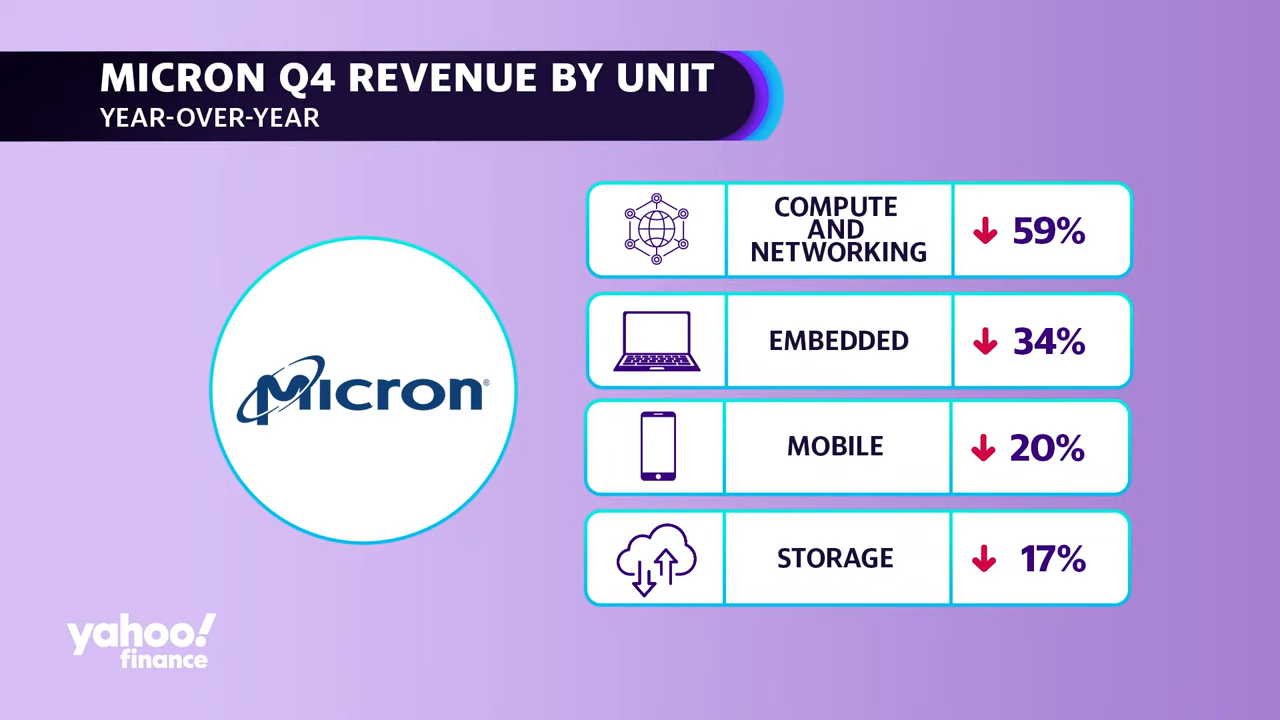 MICRON Q4 REVENUE BY UNIT
YEAR-OVER-YEAR
Micron®
COMPUTE
AND
NETWORKING
59%
EMBEDDED
34%
MOBILE
20%
STORAGE
17%
yahoo!
finance